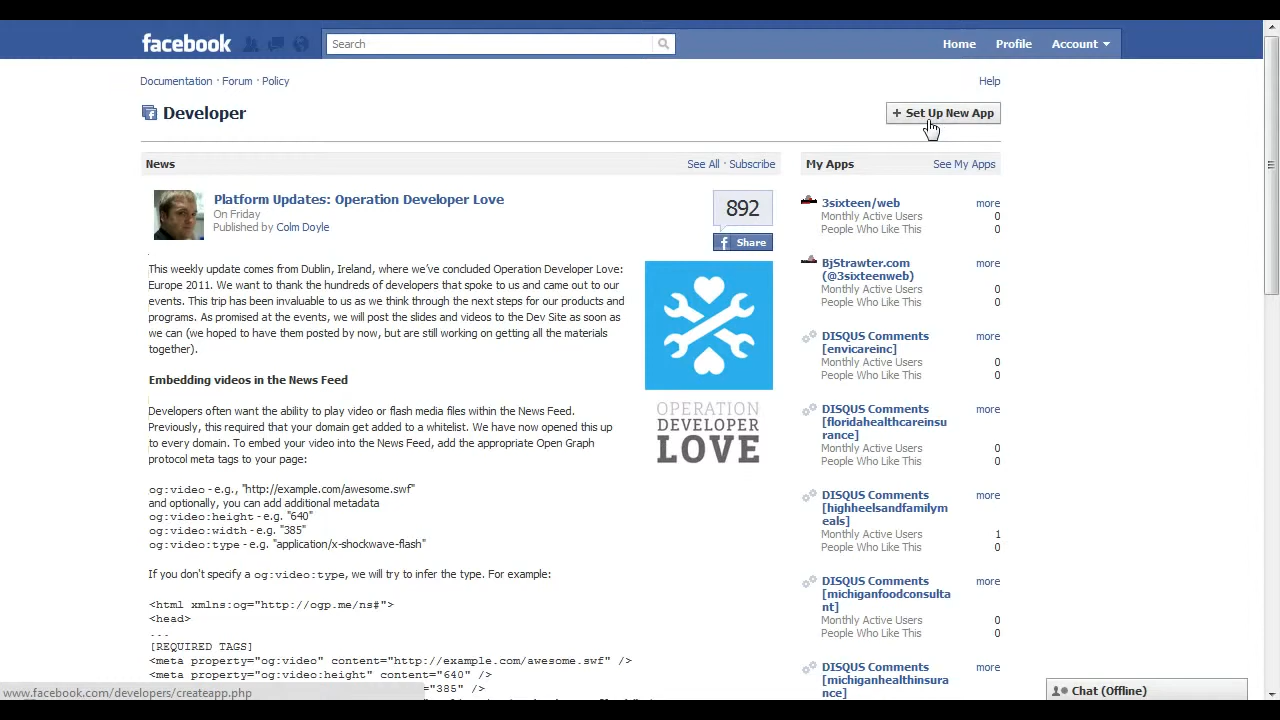 facebook
Search
Home Profile Account
Documentation · Forum · Policy
Help
Developer
+ Set Up New App
News
See All · Subscribe
Platform Updates: Operation Developer Love
On Friday
Published by Colm Doyle
892
Share
This weekly update comes from Dublin, Ireland, where we've concluded Operation Developer Love:
Europe 2011. We want to thank the hundreds of developers that spoke to us and came out to our
events. This trip has been invaluable to us as we think through the next steps for our products and
programs. As promised at the events, we will post the slides and videos to the Dev Site as soon as
we can (we hoped to have them posted by now, but are still working on getting all the materials
together).
OPERATION
DEVELOPER
LOVE
Embedding videos in the News Feed
Developers often want the ability to play video or flash media files within the News Feed.
Previously, this required that your domain get added to a whitelist. We have now opened this up
to every domain. To embed your video into the News Feed, add the appropriate Open Graph
protocol meta tags to your page:
og:video - e.g., "http://example.com/awesome.swf"
and optionally, you can add additional metadata
og:video:height - e.g. "640"
og:video:width - e.g. "385"
og:video:type - e.g. "application/x-shockwave-flash"
If you don't specify a og:video:type, we will try to infer the type. For example:
<html xmlns:og="http://ogp.me/ns#">
<head>
...
[REQUIRED TAGS]
<meta property="og:video" content="http://example.com/awesome.swf" />
<meta property="og:video:height" content="640" />
="385" />
My Apps
See My Apps
3sixteen/web more
Monthly Active Users 0
People Who Like This 0
BjStrawter.com more
(@3sixteenweb)
Monthly Active Users 0
People Who Like This 0
DISQUS Comments more
[envicareinc]
Monthly Active Users 0
People Who Like This 0
DISQUS Comments more
[floridahealthcareinsu
rance]
Monthly Active Users 0
People Who Like This 0
DISQUS Comments more
[highheelsandfamilym
eals]
Monthly Active Users 1
People Who Like This 0
DISQUS Comments more
[michiganfoodconsulta
nt]
Monthly Active Users 0
People Who Like This 0
DISQUS Comments more
[michiganhealthinsura
nce]
www.facebook.com/developers/createapp.php
Chat (Offline)